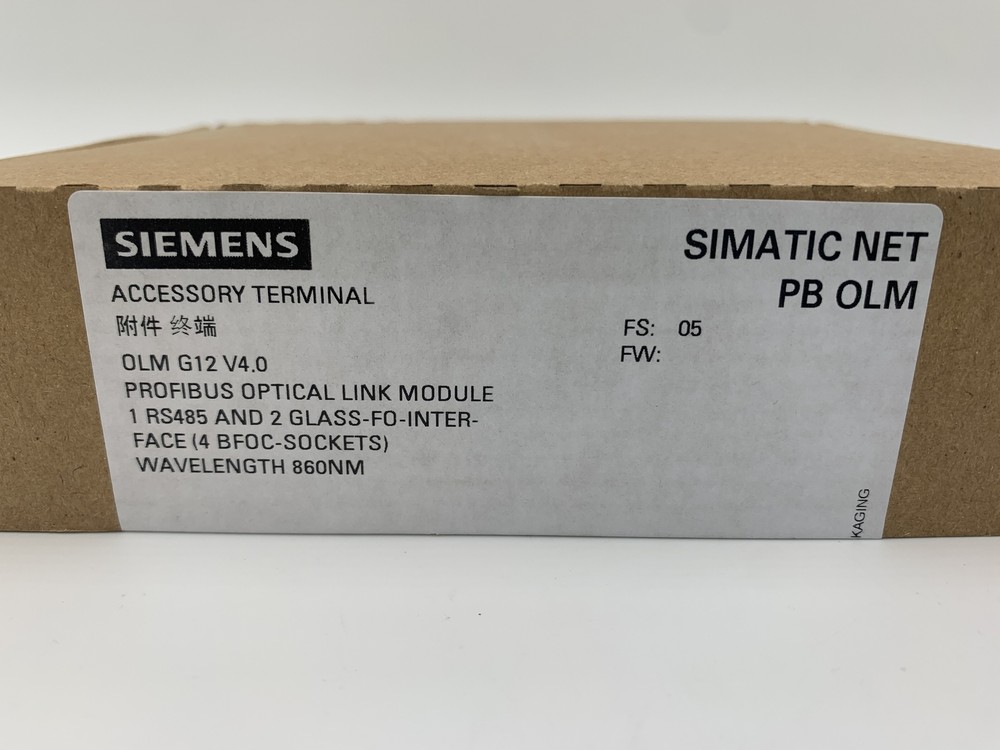 SIEMENS
ACCESSORY TERMINAL
附件 终端
OLM G12 V4.0
PROFIBUS OPTICAL LINK MODULE
1 RS485 AND 2 GLASS-FO-INTER-
FACE (4 BFOC-SOCKETS)
WAVELENGTH 860NM
SIMATIC NET
PB OLM
FS: 05
FW:
KAGING